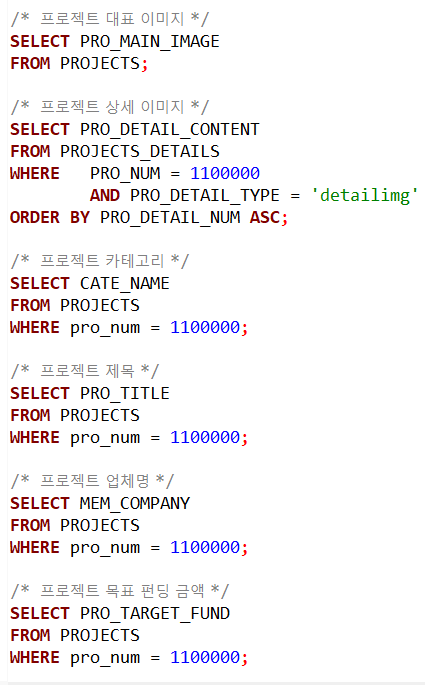 /* 프로젝트 대표 이미지 */
SELECT PRO_MAIN_IMAGE
FROM PROJECTS;
/* 프로젝트 상세 이미지 */
SELECT PRO_DETAIL_CONTENT
FROM PROJECTS_DETAILS
WHERE   PRO_NUM = 1100000
        AND PRO_DETAIL_TYPE = 'detailimg'
ORDER BY PRO_DETAIL_NUM ASC;
/* 프로젝트 카테고리 */
SELECT CATE_NAME
FROM PROJECTS
WHERE pro_num = 1100000;
/* 프로젝트 제목 */
SELECT PRO_TITLE
FROM PROJECTS
WHERE pro_num = 1100000;
/* 프로젝트 업체명 */
SELECT MEM_COMPANY
FROM PROJECTS
WHERE pro_num = 1100000;
/* 프로젝트 목표 펀딩 금액 */
SELECT PRO_TARGET_FUND
FROM PROJECTS
WHERE pro_num = 1100000;